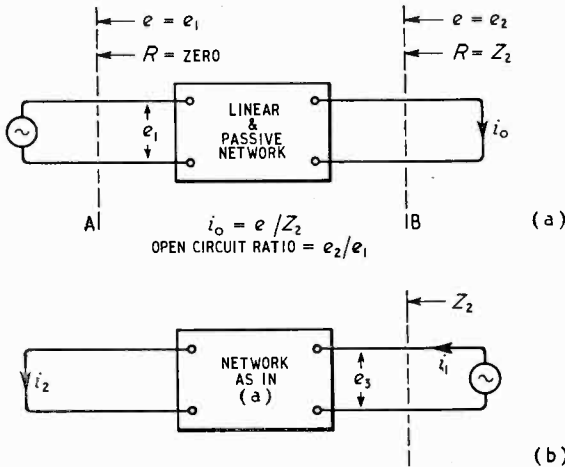 e = e₁
e = e₂
R = ZERO
R = Z₂
e₁
LINEAR
&
PASSIVE
NETWORK
i₀
A
B
i₀ = e / Z₂
OPEN CIRCUIT RATIO = e₂/e₁
(a)
Z₂
i₂
NETWORK
AS IN
(a)
e₃
i₁
(b)